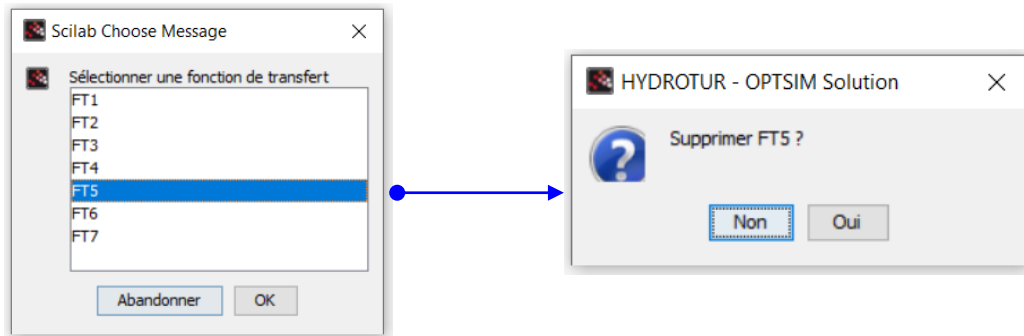 Scilab Choose Message
Sélectionner une fonction de transfert
FT1
FT2
FT3
FT4
FT5
FT6
FT7
Abandonner
OK
HYDROTUR - OPTSIM Solution
Supprimer FT5 ?
Non
Oui